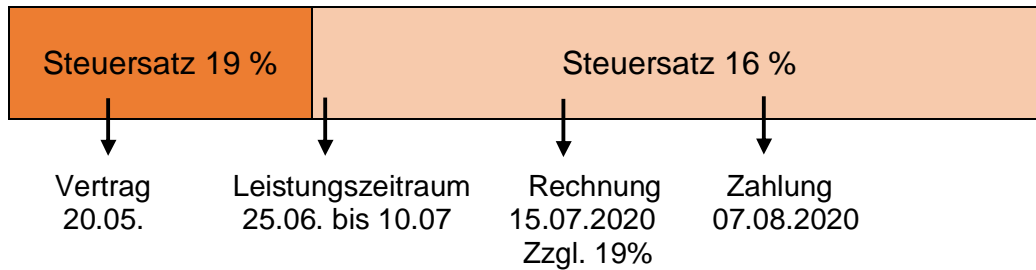 Steuersatz 19 %
Steuersatz 16 %
Vertrag
20.05.
Leistungszeitraum
25.06. bis 10.07
Rechnung
15.07.2020
Zzgl. 19%
Zahlung
07.08.2020